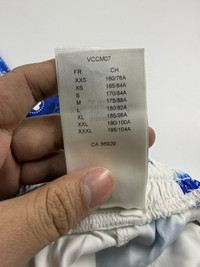 VCCM07
FR CH
XXS 160/76A
XS 165/84A
S 170/84A
M 175/88A
L 180/92A
XL 185/96A
XXL 190/100A
XXXL 195/104A
CA 36929